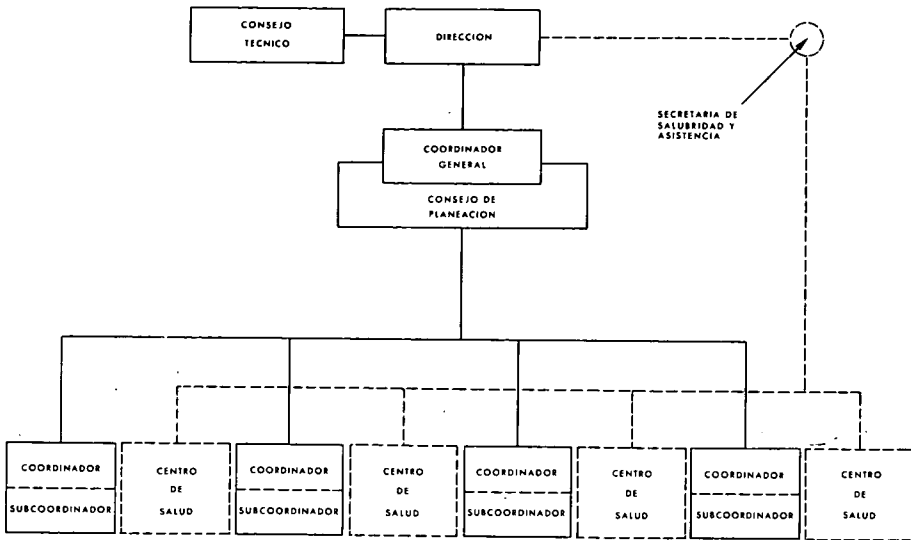 CONSEJO
TECNICO
DIRECCION
SECRETARIA DE
SALUBRIDAD Y
ASISTENCIA
COORDINADOR
GENERAL
CONSEJO DE
PLANEACION
COORDINADOR
SUBCOORDINADOR
CENTRO
DE
SALUD
COORDINADOR
SUBCOORDINADOR
CENTRO
DE
SALUD
COORDINADOR
SUBCOORDINADOR
CENTRO
DE
SALUD
COORDINADOR
SUBCOORDINADOR
CENTRO
DE
SALUD